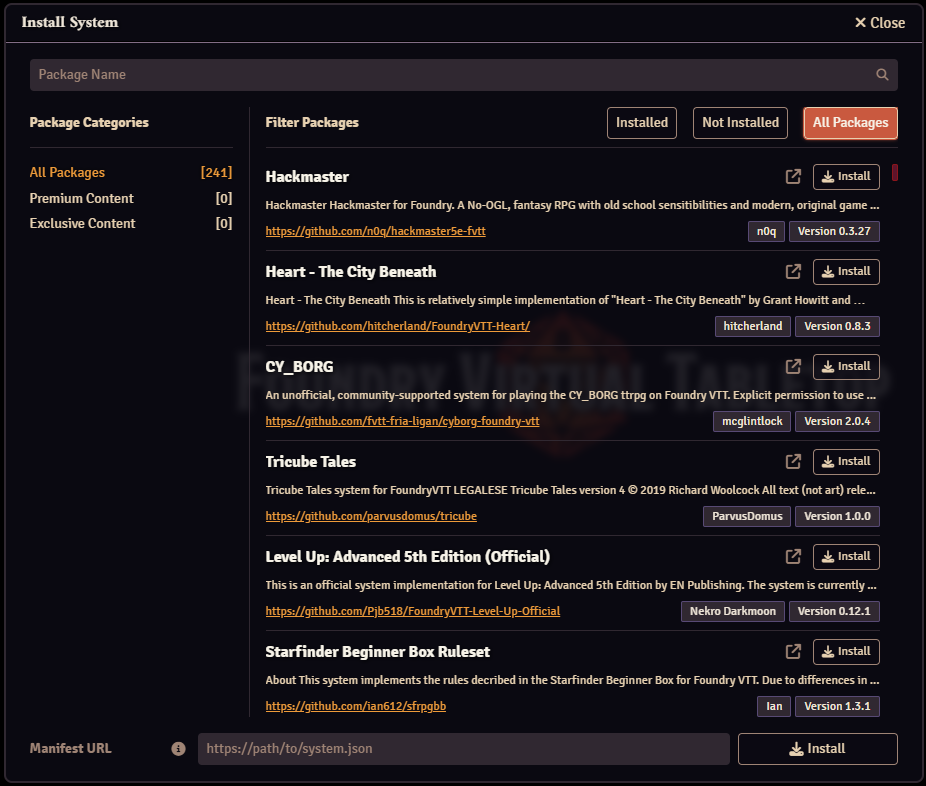 Install System
Close
Package Name
Package Categories
Filter Packages
Installed
Not Installed
All Packages
All Packages [241]
Premium Content [0]
Exclusive Content [0]
Hackmaster
Install
Hackmaster Hackmaster for Foundry. A No-OGL, fantasy RPG with old school sensitibilities and modern, original game ...
https://github.com/n0q/hackmaster5e-fvtt
n0q
Version 0.3.27
Heart - The City Beneath
Install
Heart - The City Beneath This is relatively simple implementation of "Heart - The City Beneath" by Grant Howitt and ...
https://github.com/hitcherland/FoundryVTT-Heart/
hitcherland
Version 0.8.3
Foundry Virtual Tabletop
CY_BORG
Install
An unofficial, community-supported system for playing the CY_BORG ttrpg on Foundry VTT. Explicit permission to use ...
https://github.com/fvtt-fria-ligan/cyborg-foundry-vtt
mcglintlock
Version 2.0.4
Tricube Tales
Install
Tricube Tales system for FoundryVTT LEGALESE Tricube Tales version 4 © 2019 Richard Woolcock All text (not art) rele...
https://github.com/parvusdomus/tricube
ParvusDomus
Version 1.0.0
Level Up: Advanced 5th Edition (Official)
Install
This is an official system implementation for Level Up: Advanced 5th Edition by EN Publishing. The system is currently ...
https://github.com/Pjb518/FoundryVTT-Level-Up-Official
Nekro Darkmoon
Version 0.12.1
Starfinder Beginner Box Ruleset
Install
About This system implements the rules decribed in the Starfinder Beginner Box for Foundry VTT. Due to differences in ...
https://github.com/ian612/sfrpgbb
Ian
Version 1.3.1
Manifest URL
https://path/to/system.json
Install